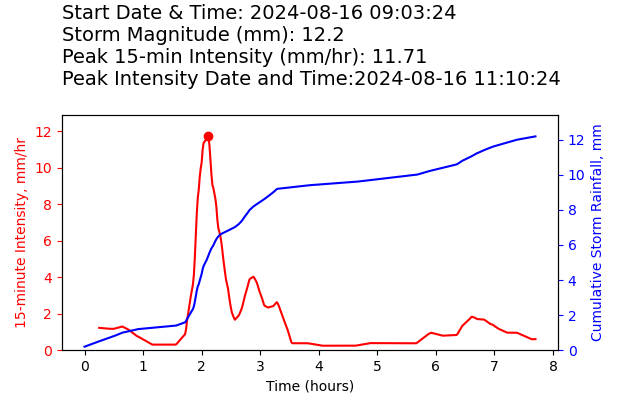 Start Date & Time: 2024-08-16 09:03:24
Storm Magnitude (mm): 12.2
Peak 15-min Intensity (mm/hr): 11.71
Peak Intensity Date and Time:2024-08-16 11:10:24
15-minute Intensity, mm/hr
12
10
8
6
4
2
0
Cumulative Storm Rainfall, mm
12
10
8
6
4
2
0
0 1 2 3 4 5 6 7 8
Time (hours)